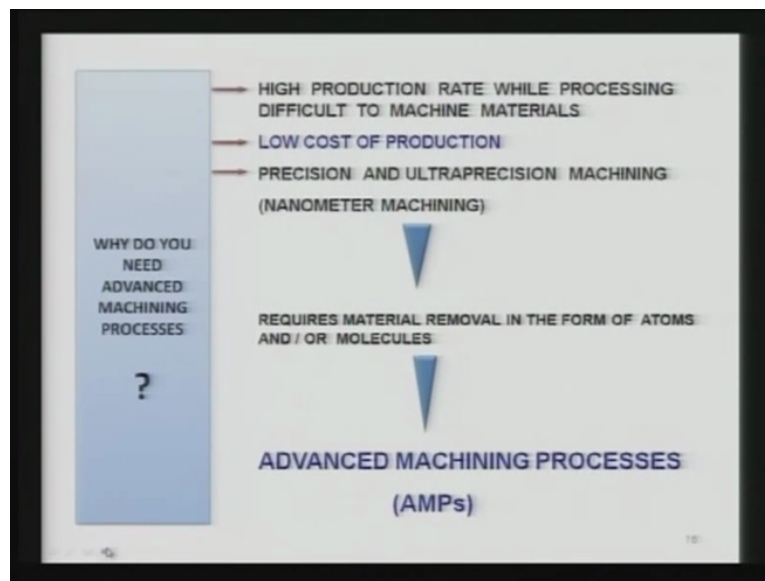 WHY DO YOU
NEED
ADVANCED
MACHINING
PROCESSES
?
HIGH PRODUCTION RATE WHILE PROCESSING
DIFFICULT TO MACHINE MATERIALS
LOW COST OF PRODUCTION
PRECISION AND ULTRAPRECISION MACHINING
(NANOMETER MACHINING)
REQUIRES MATERIAL REMOVAL IN THE FORM OF ATOMS
AND / OR MOLECULES
ADVANCED MACHINING PROCESSES
(AMPs)